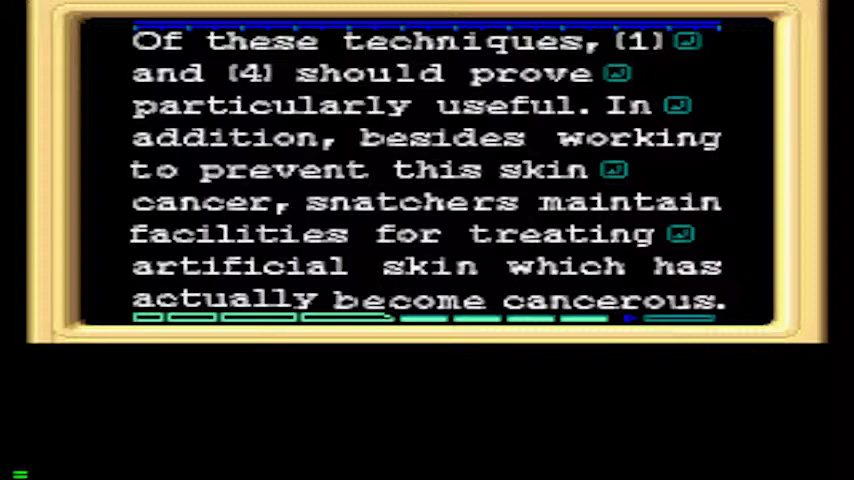 Of these techniques, (1)
and (4) should prove
particularly useful. In
addition, besides working
to prevent this skin
cancer, snatchers maintain
facilities for treating
artificial skin which has
actually become cancerous.